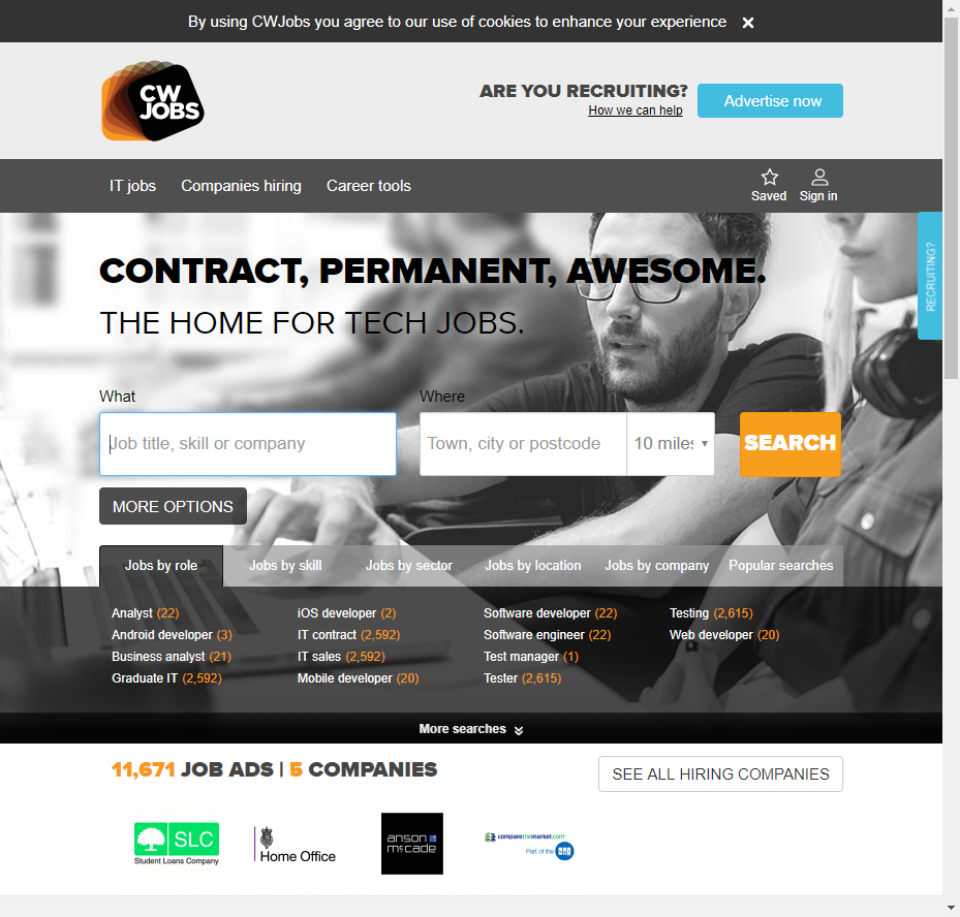 By using CWJobs you agree to our use of cookies to enhance your experience ×
CW
JOBS
ARE YOU RECRUITING?
How we can help
Advertise now
IT jobs Companies hiring Career tools
Saved Sign in
RECRUITING?
CONTRACT, PERMANENT, AWESOME.
THE HOME FOR TECH JOBS.
What Where
Job title, skill or company Town, city or postcode 10 miles SEARCH
MORE OPTIONS
Jobs by role Jobs by skill Jobs by sector Jobs by location Jobs by company Popular searches
Analyst (22) iOS developer (2) Software developer (22) Testing (2,615)
Android developer (3) IT contract (2,592) Software engineer (22) Web developer (20)
Business analyst (21) IT sales (2,592) Test manager (1)
Graduate IT (2,592) Mobile developer (20) Tester (2,615)
More searches
11,671 JOB ADS | 5 COMPANIES
SEE ALL HIRING COMPANIES
SLC
Student Loans Company
Home Office
anson
mccade
comparethemarket.com
Part of the